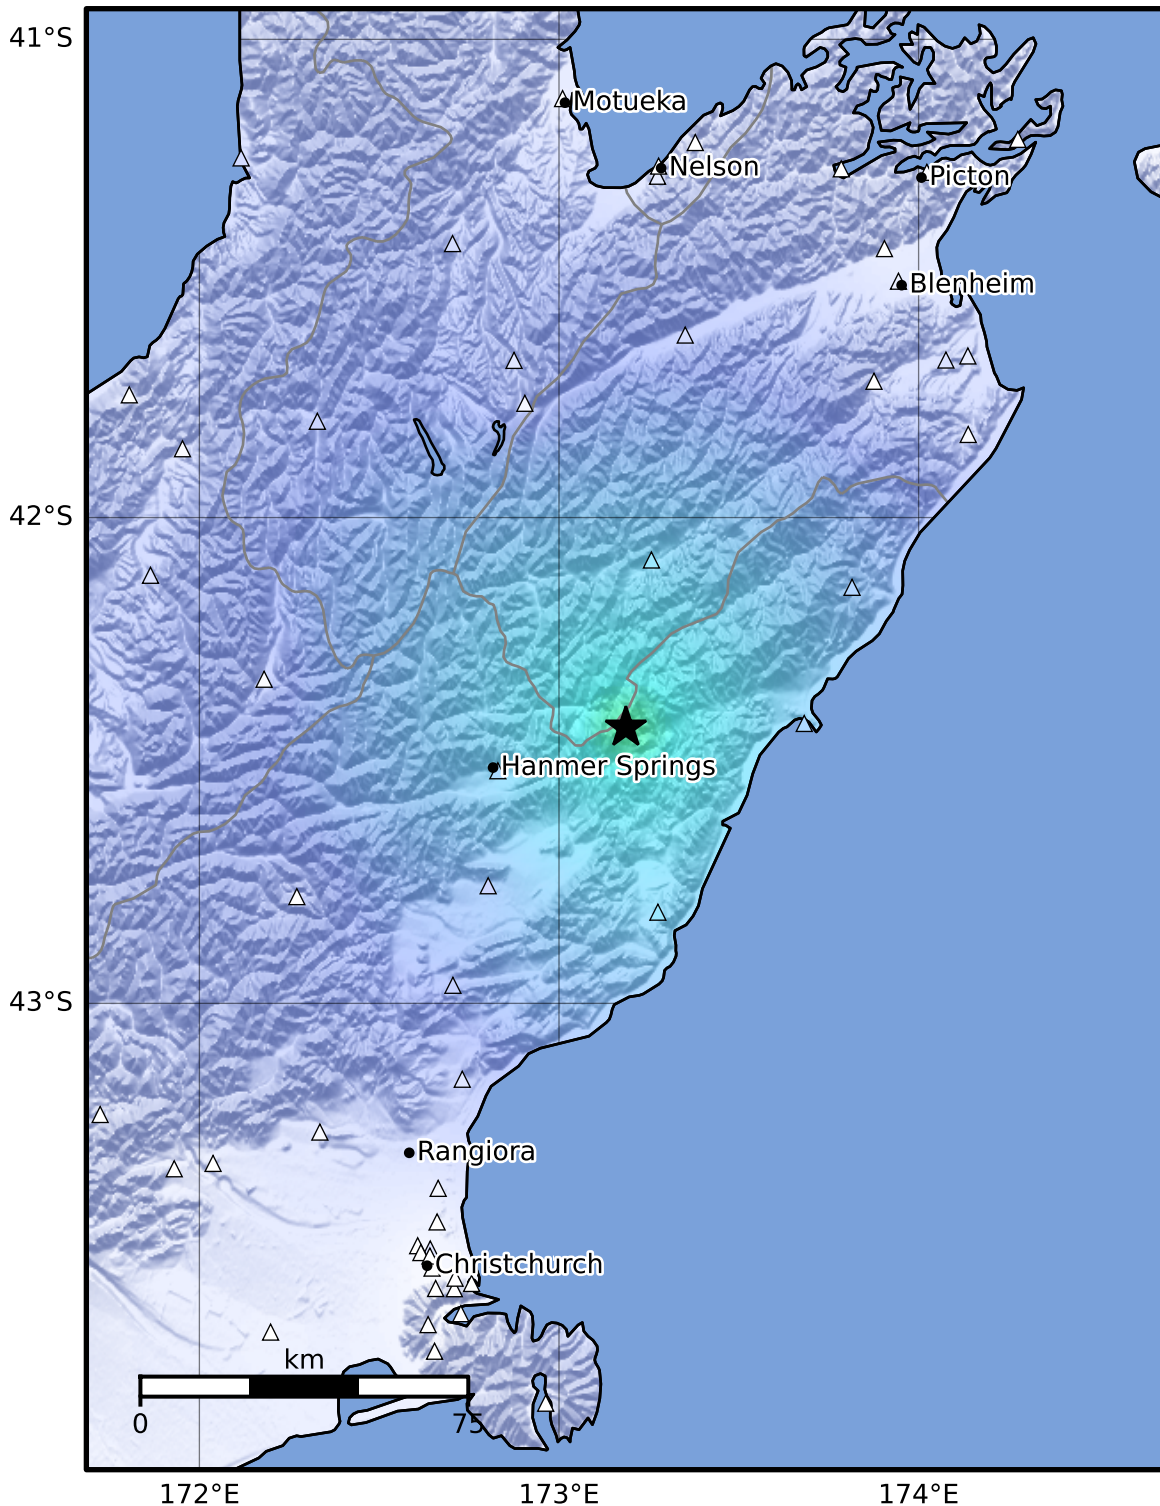 41°S
Motueka
Nelson
Picton
Blenheim
42°S
Hanmer Springs
43°S
Rangiora
Christchurch
km
0 75
172°E 173°E 174°E